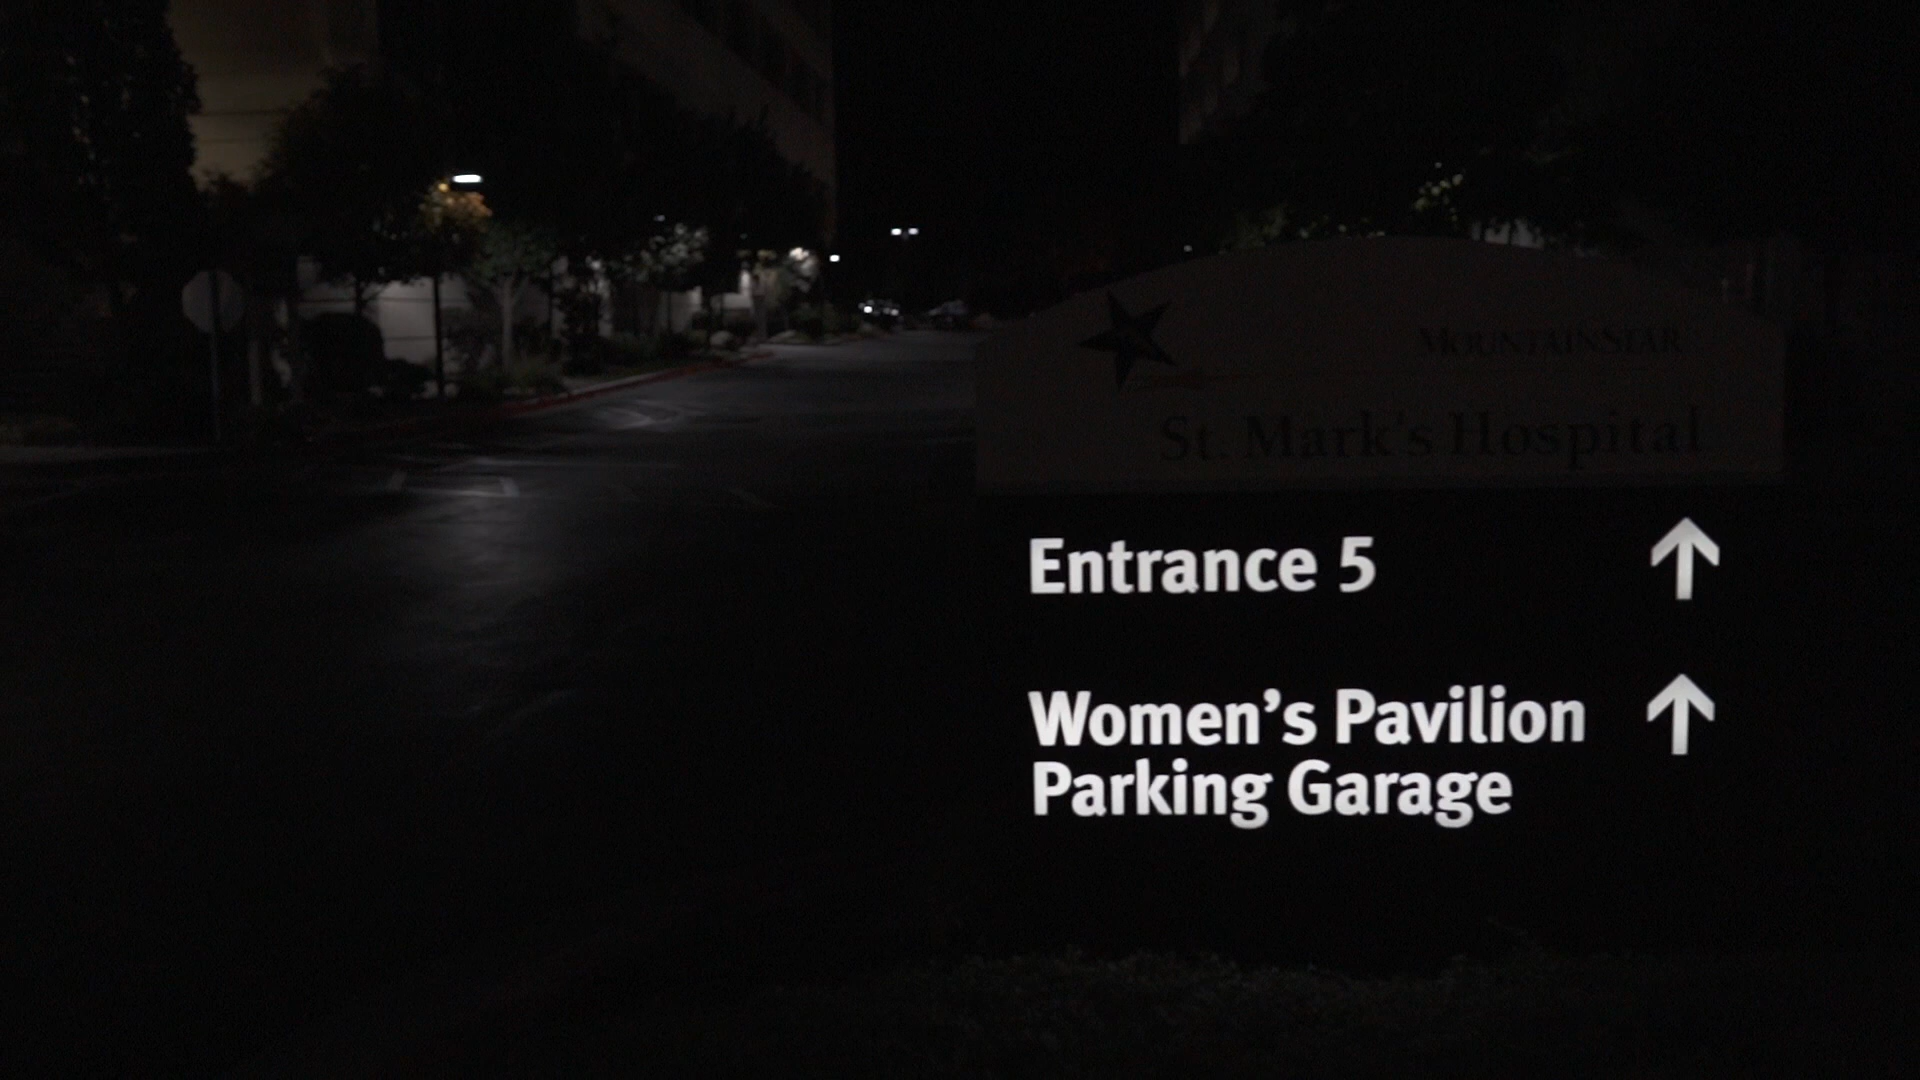 MountainStar
St. Mark's Hospital
Entrance 5 ↑
Women's Pavilion ↑
Parking Garage